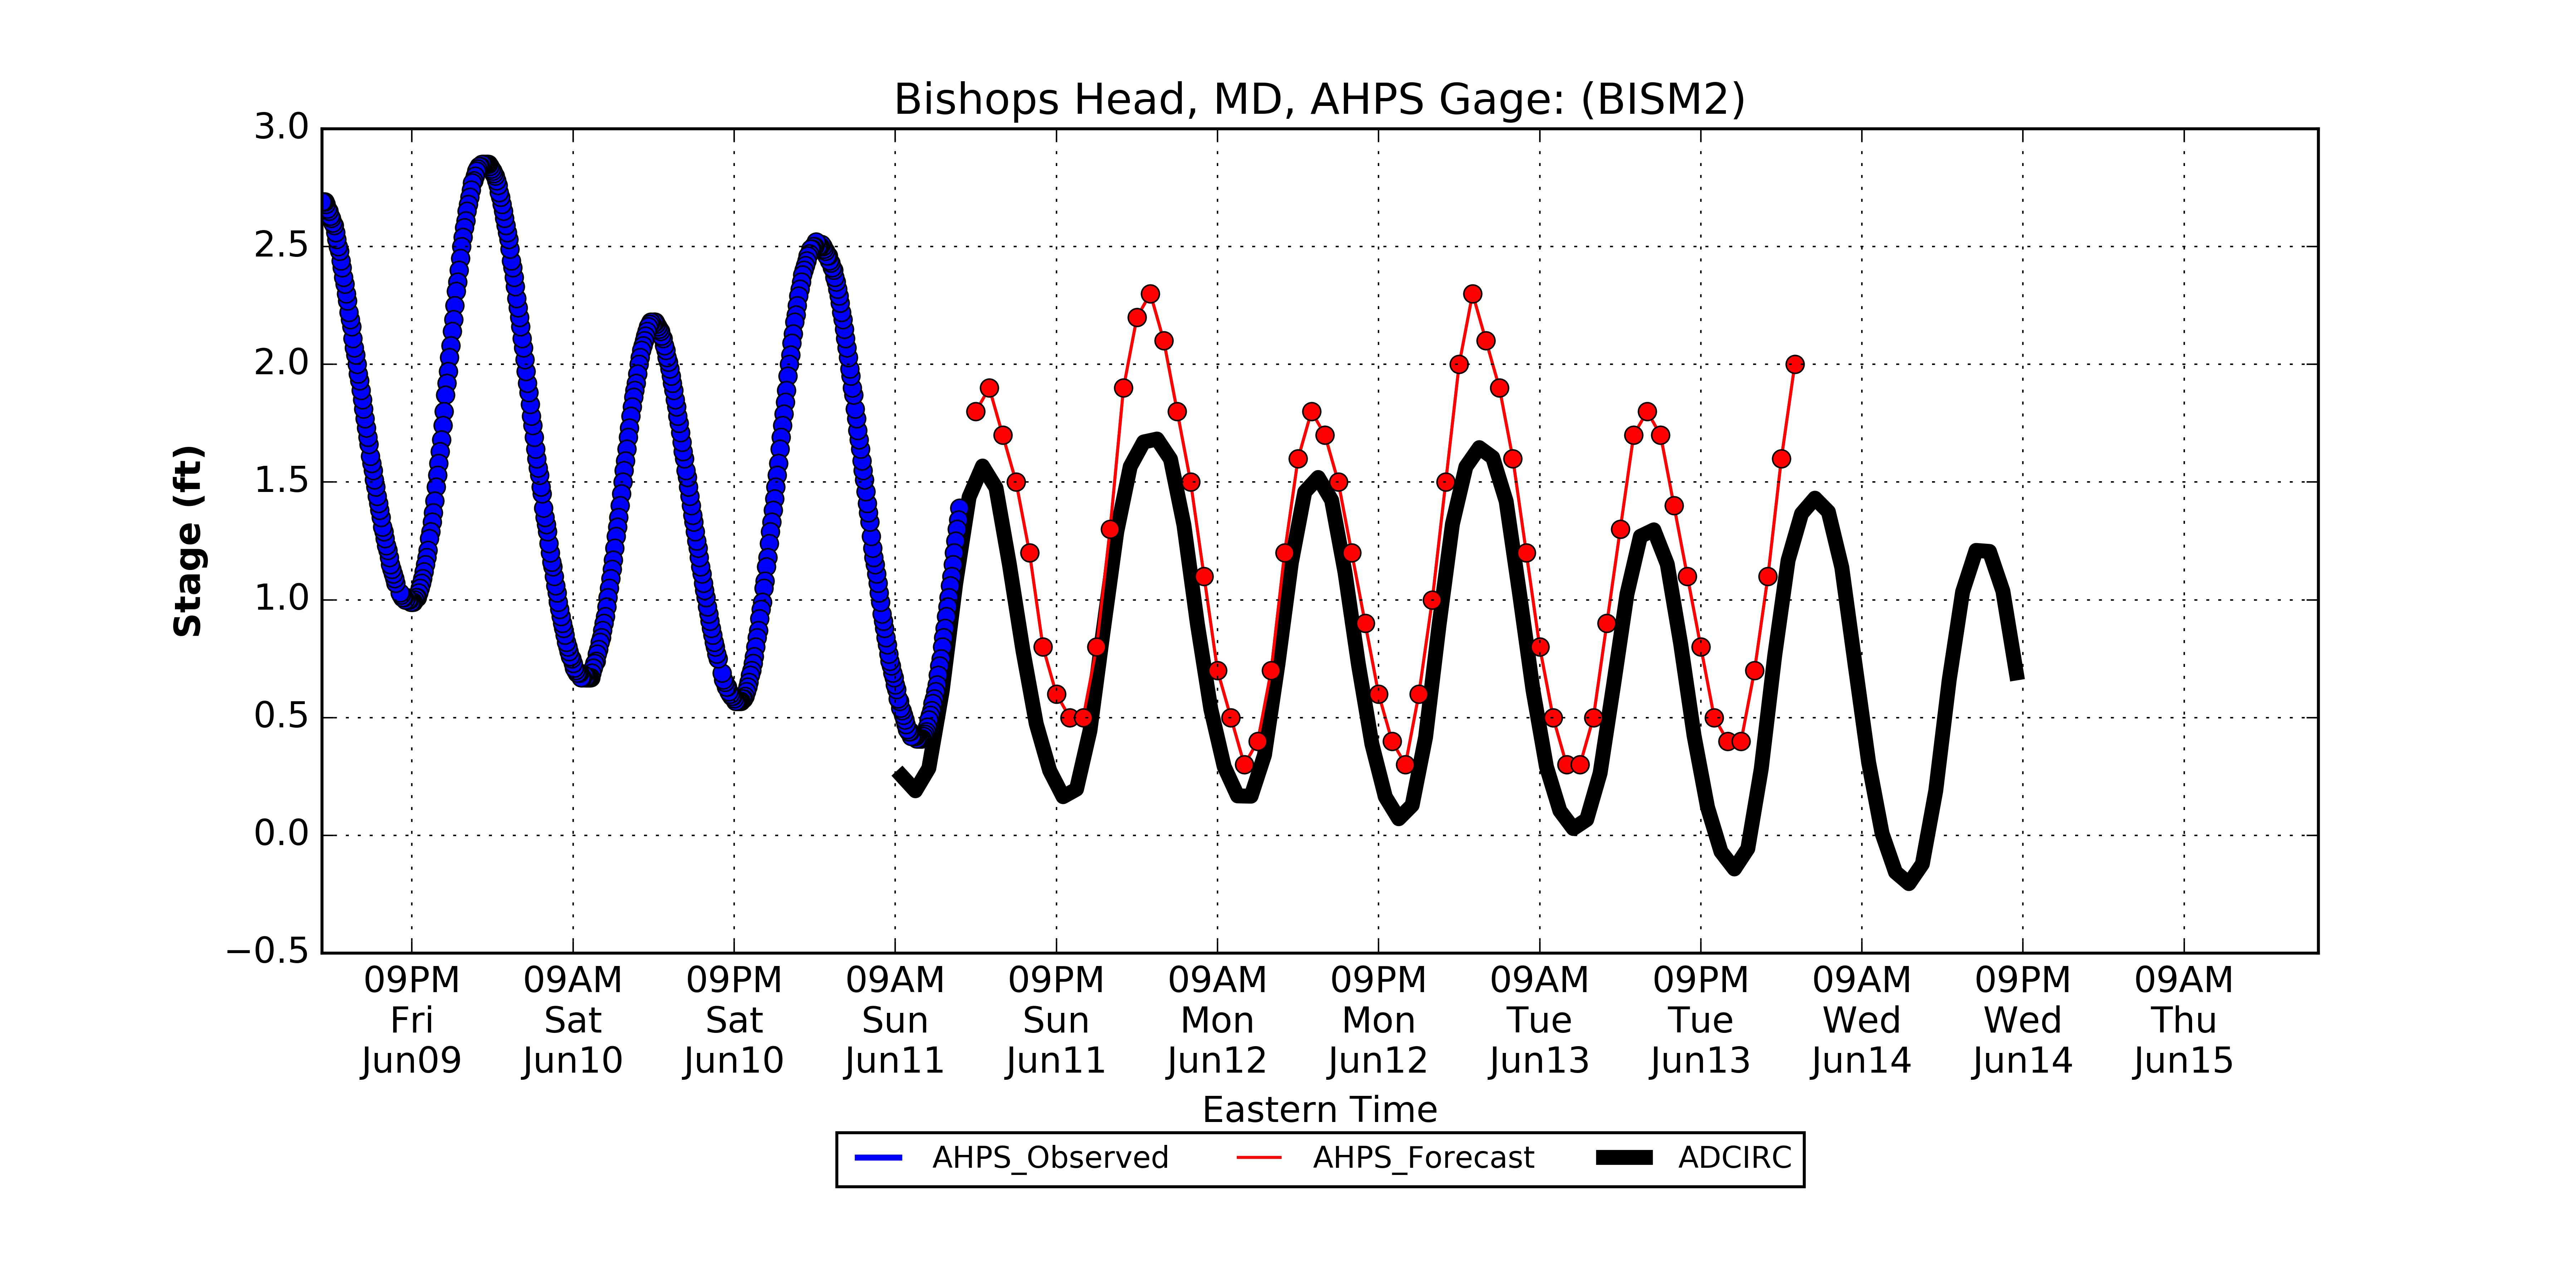 Bishops Head, MD, AHPS Gage: (BISM2)
Stage (ft)
3.0
2.5
2.0
1.5
1.0
0.5
0.0
−0.5
09PM 09AM 09PM 09AM 09PM 09AM 09PM 09AM 09PM 09AM 09PM 09AM
Fri Sat Sat Sun Sun Mon Mon Tue Tue Wed Wed Thu
Jun09 Jun10 Jun10 Jun11 Jun11 Jun12 Jun12 Jun13 Jun13 Jun14 Jun14 Jun15
Eastern Time
AHPS_Observed AHPS_Forecast ADCIRC